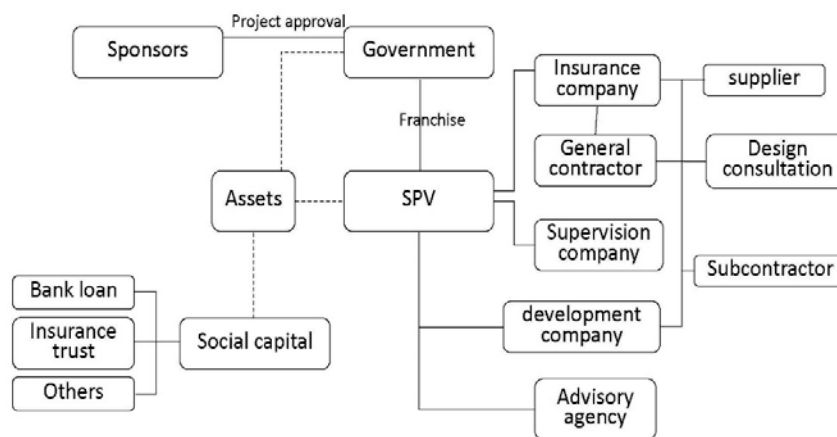 Project approval
Sponsors
Government
Insurance
company
supplier
Franchise
General
contractor
Design
consultation
Assets
SPV
Supervision
company
Subcontractor
Bank loan
Insurance
trust
Social capital
development
company
Others
Advisory
agency